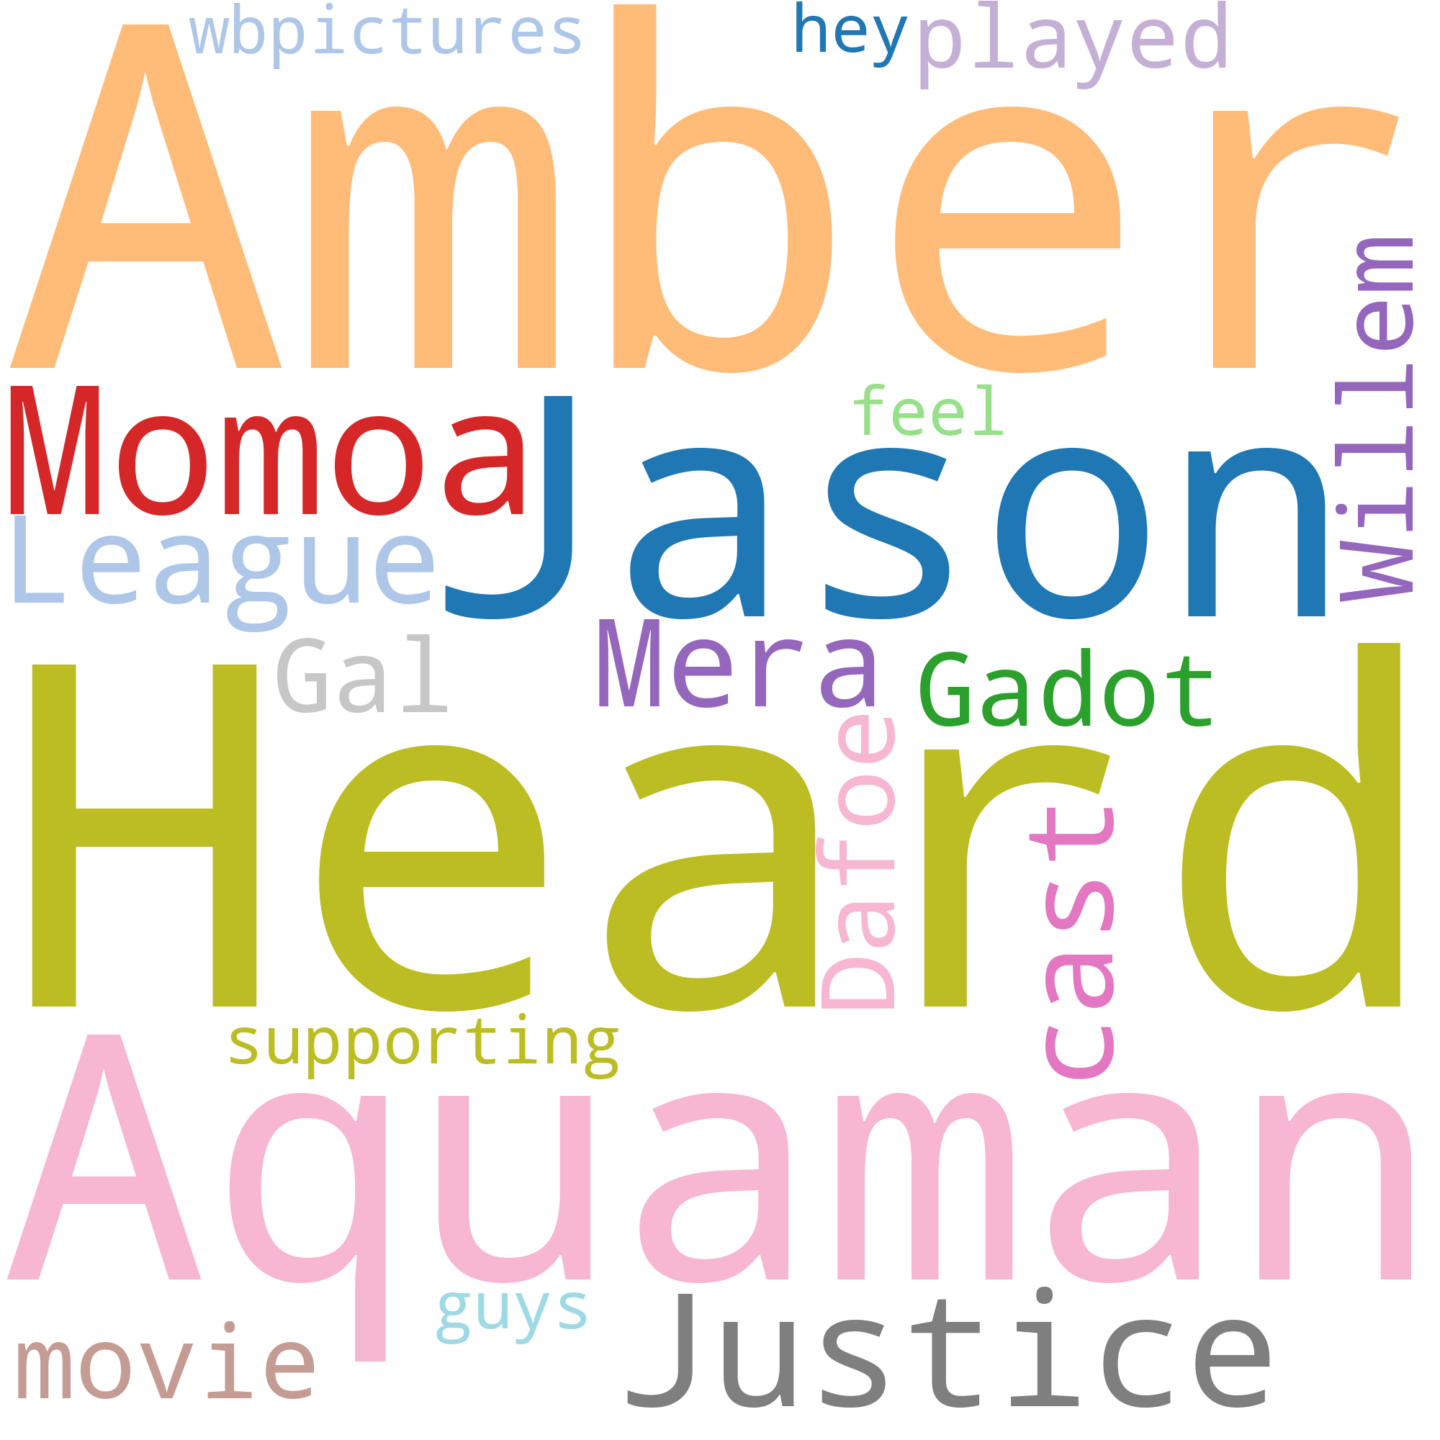 wbpictures
hey
played
Amber
Willem
Momoa
Jason
feel
League
Gal
Mera
Gadot
Heard
Dafoe
cast
supporting
Aquaman
guys
movie
Justice